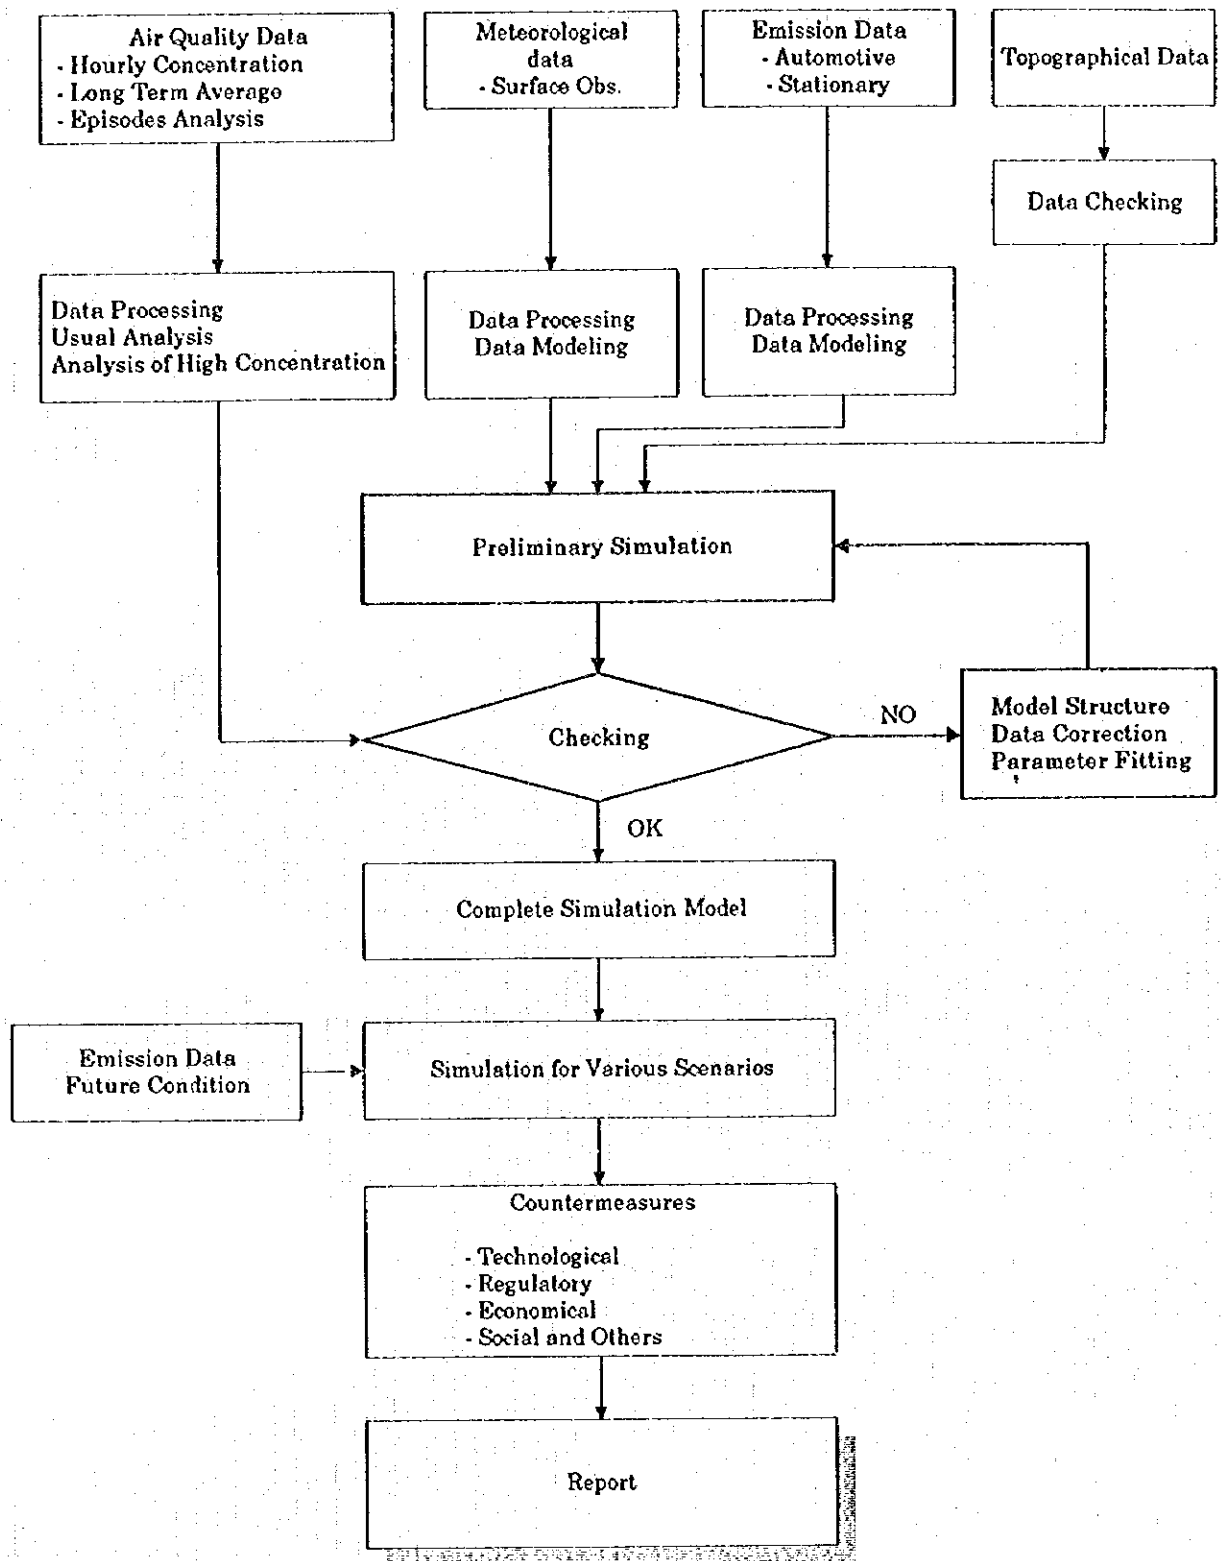 Air Quality Data
- Hourly Concentration
- Long Term Average
- Episodes Analysis
Meteorological
data
- Surface Obs.
Emission Data
- Automotive
- Stationary
Topographical Data
Data Checking
Data Processing
Usual Analysis
Analysis of High Concentration
Data Processing
Data Modeling
Data Processing
Data Modeling
Preliminary Simulation
Checking
NO
Model Structure
Data Correction
Parameter Fitting
OK
Complete Simulation Model
Emission Data
Future Condition
Simulation for Various Scenarios
Countermeasures
- Technological
- Regulatory
- Economical
- Social and Others
Report